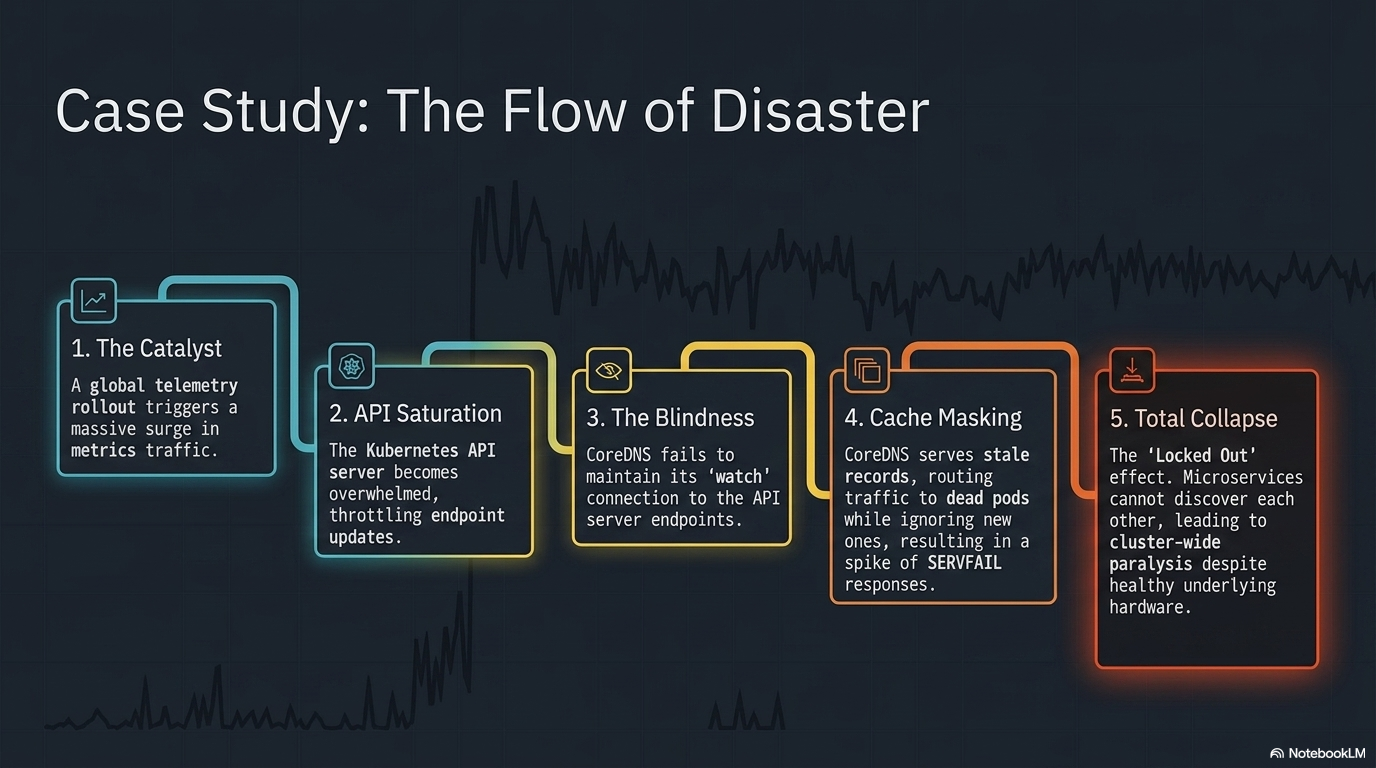 Case Study: The Flow of Disaster
1. The Catalyst
A global telemetry
rollout triggers a
massive surge in
metrics traffic.
2. API Saturation
The Kubernetes API
server becomes
overwhelmed,
throttling endpoint
updates.
3. The Blindness
CoreDNS fails to
maintain its ‘watch’
connection to the API
server endpoints.
4. Cache Masking
CoreDNS serves stale
records, routing
traffic to dead pods
while ignoring new
ones, resulting in a
spike of SERVFAIL
responses.
5. Total Collapse
The ‘Locked Out’
effect. Microservices
cannot discover each
other, leading to
cluster-wide
paralysis despite
healthy underlying
hardware.
NotebookLM